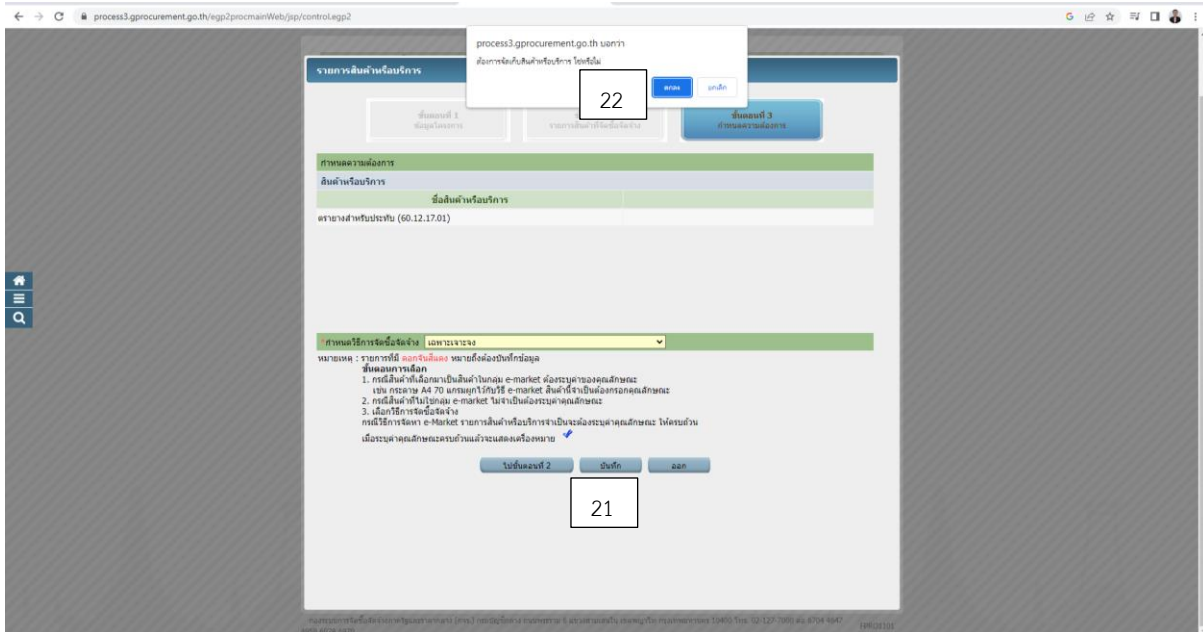 process3.gprocurement.go.th/egp2procmainWeb/jsp/control.egp2
process3.gprocurement.go.th บอกว่า
ต้องการจัดเก็บสินค้าหรือบริการ ใช่หรือไม่
ตกลง
ยกเลิก
22
รายการสินค้าหรือบริการ
ขั้นตอนที่ 1
ข้อมูลโครงการ
รายการสินค้าที่จัดซื้อจัดจ้าง
ขั้นตอนที่ 3
กำหนดความต้องการ
กำหนดความต้องการ
สินค้าหรือบริการ
ชื่อสินค้าหรือบริการ
ตรายางสำหรับประทับ (60.12.17.01)
*กำหนดวิธีการจัดซื้อจัดจ้าง เฉพาะเจาะจง
หมายเหตุ : รายการที่มี ดอกจันสีแดง หมายถึงต้องบันทึกข้อมูล
ขั้นตอนการเลือก
1. กรณีสินค้าที่เลือกมาเป็นสินค้าในกลุ่ม e-market ต้องระบุค่าของคุณลักษณะ
เช่น กระดาษ A4 70 แกรมผูกไว้กับวิธี e-market สินค้านี้จำเป็นต้องกรอกคุณลักษณะ
2. กรณีสินค้าที่ไม่ใช่กลุ่ม e-market ไม่จำเป็นต้องระบุค่าคุณลักษณะ
3. เลือกวิธีการจัดซื้อจัดจ้าง
กรณีวิธีการจัดหา e-Market รายการสินค้าหรือบริการจำเป็นจะต้องระบุค่าคุณลักษณะ ให้ครบถ้วน
เมื่อระบุค่าคุณลักษณะครบถ้วนแล้วจะแสดงเครื่องหมาย
ไปขั้นตอนที่ 2
บันทึก
ออก
21
FPRO1101